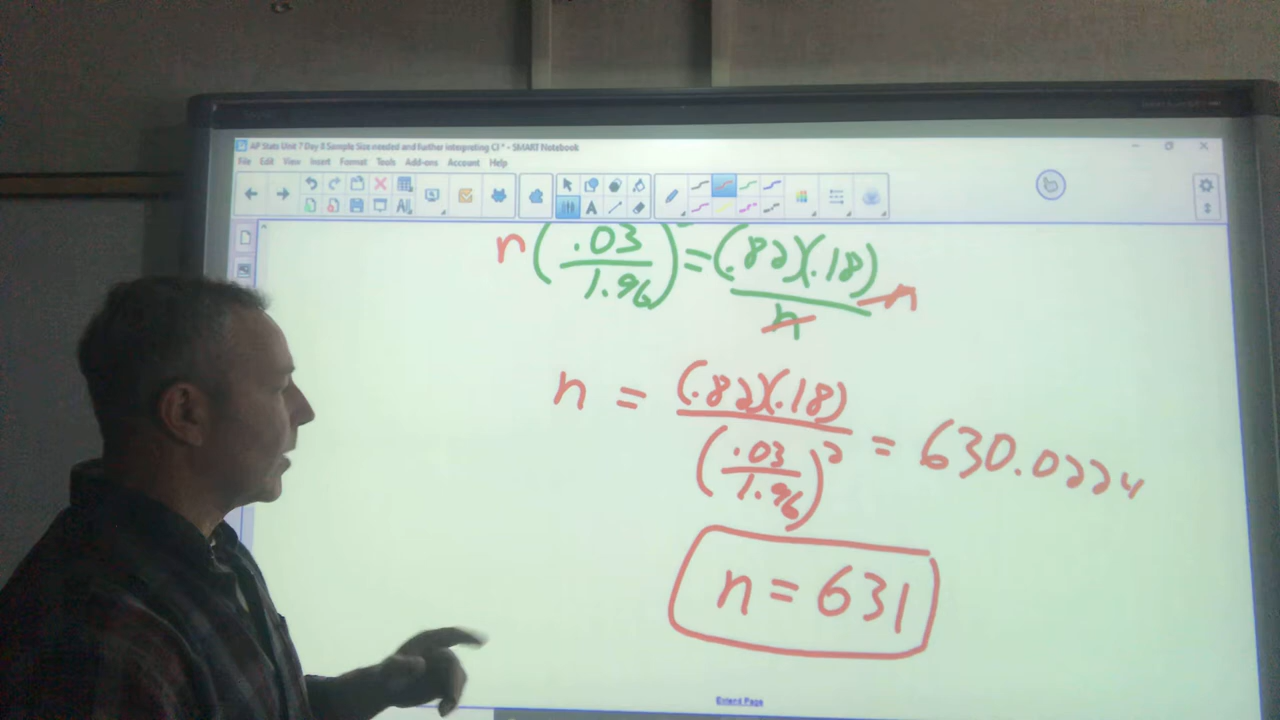 AP Stats Unit 7 Day 8 Sample Size needed and further interpreting CI * - SMART Notebook
File Edit View Insert Format Tools Add-ons Account Help
n(.03/1.96) = (.82)(.18)/n n
n = (.82)(.18)/(.03/1.96)² = 630.0224
n = 631
Extend Page